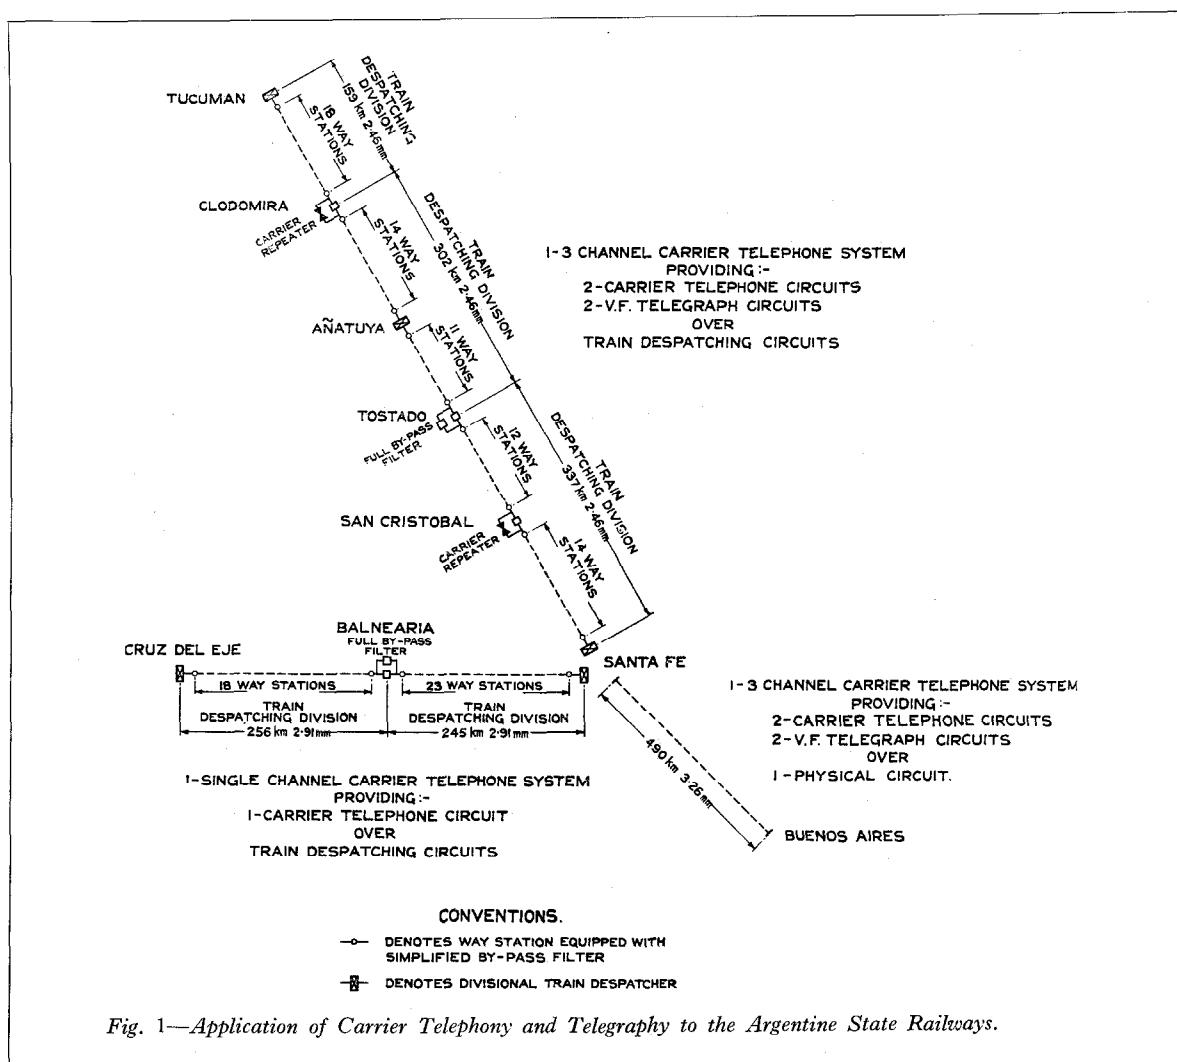 TUCUMAN
18 WAY
STATIONS
TRAIN
DESPATCHING
DIVISION
159 km 2·46mm
CLODOMIRA
CARRIER
REPEATER
14 WAY
STATIONS
TRAIN
DESPATCHING DIVISION
302 km 2·46mm
1-3 CHANNEL CARRIER TELEPHONE SYSTEM
PROVIDING:-
2-CARRIER TELEPHONE CIRCUITS
2-V.F. TELEGRAPH CIRCUITS
OVER
TRAIN DESPATCHING CIRCUITS
AÑATUYA
11 WAY
STATIONS
TOSTADO
FULL BY-PASS
FILTER
12 WAY
STATIONS
TRAIN
DESPATCHING DIVISION
337 km 2·46mm
SAN CRISTOBAL
CARRIER
REPEATER
14 WAY
STATIONS
BALNEARIA
FULL BY-PASS
FILTER
CRUZ DEL EJE
SANTA FE
18 WAY STATIONS
23 WAY STATIONS
TRAIN
DESPATCHING DIVISION
256 km 2·91mm
TRAIN
DESPATCHING DIVISION
245 km 2·91mm
1-3 CHANNEL CARRIER TELEPHONE SYSTEM
PROVIDING:-
2-CARRIER TELEPHONE CIRCUITS
2-V.F. TELEGRAPH CIRCUITS
OVER
1-PHYSICAL CIRCUIT.
490 km 3·26mm
BUENOS AIRES
1-SINGLE CHANNEL CARRIER TELEPHONE SYSTEM
PROVIDING:-
1-CARRIER TELEPHONE CIRCUIT
OVER
TRAIN DESPATCHING CIRCUITS
CONVENTIONS.
DENOTES WAY STATION EQUIPPED WITH
SIMPLIFIED BY-PASS FILTER
DENOTES DIVISIONAL TRAIN DESPATCHER
Fig. 1—Application of Carrier Telephony and Telegraphy to the Argentine State Railways.